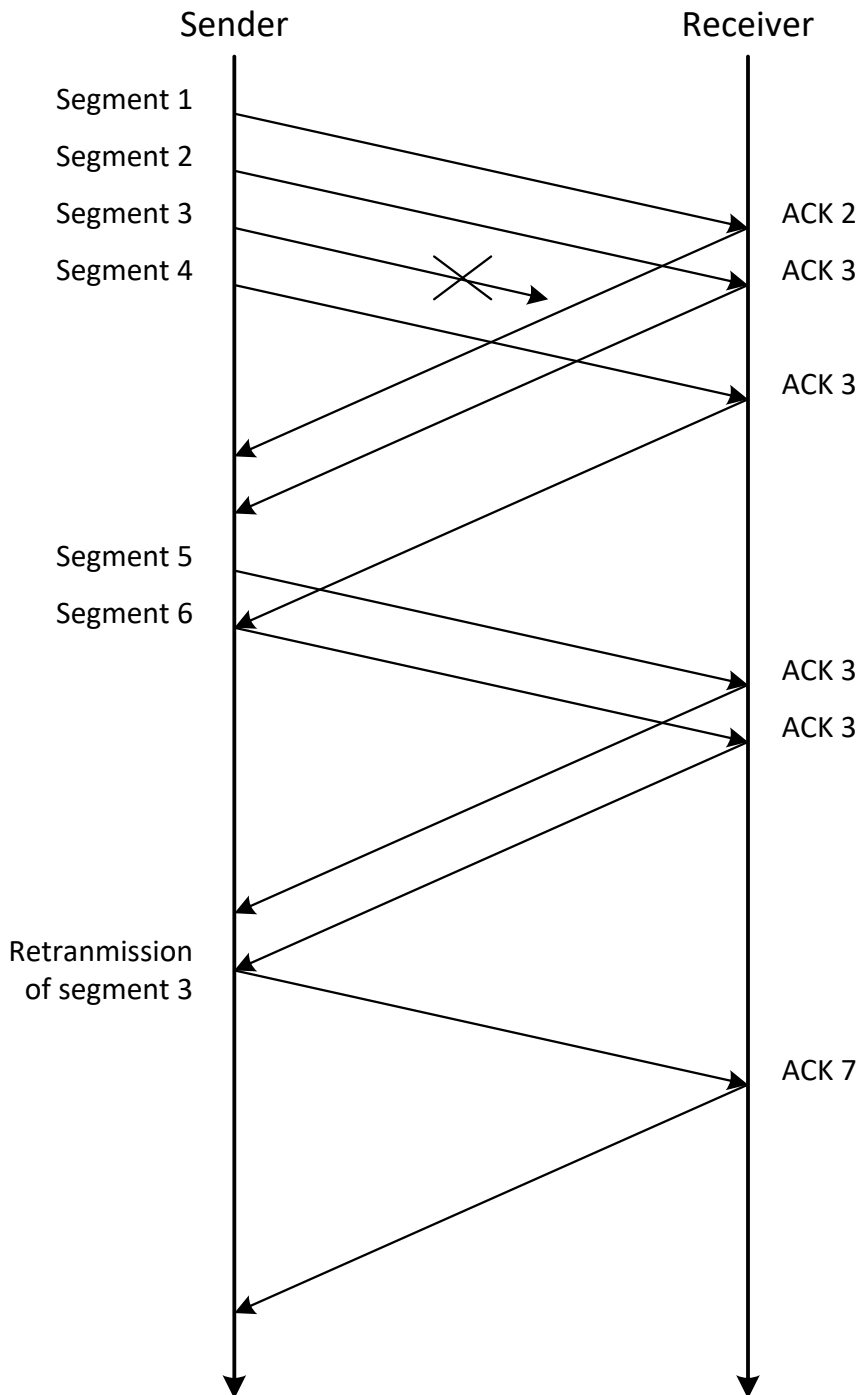 Sender
Receiver
Segment 1
Segment 2
Segment 3
ACK 2
Segment 4
ACK 3
ACK 3
Segment 5
Segment 6
ACK 3
ACK 3
Retranmission
of segment 3
ACK 7